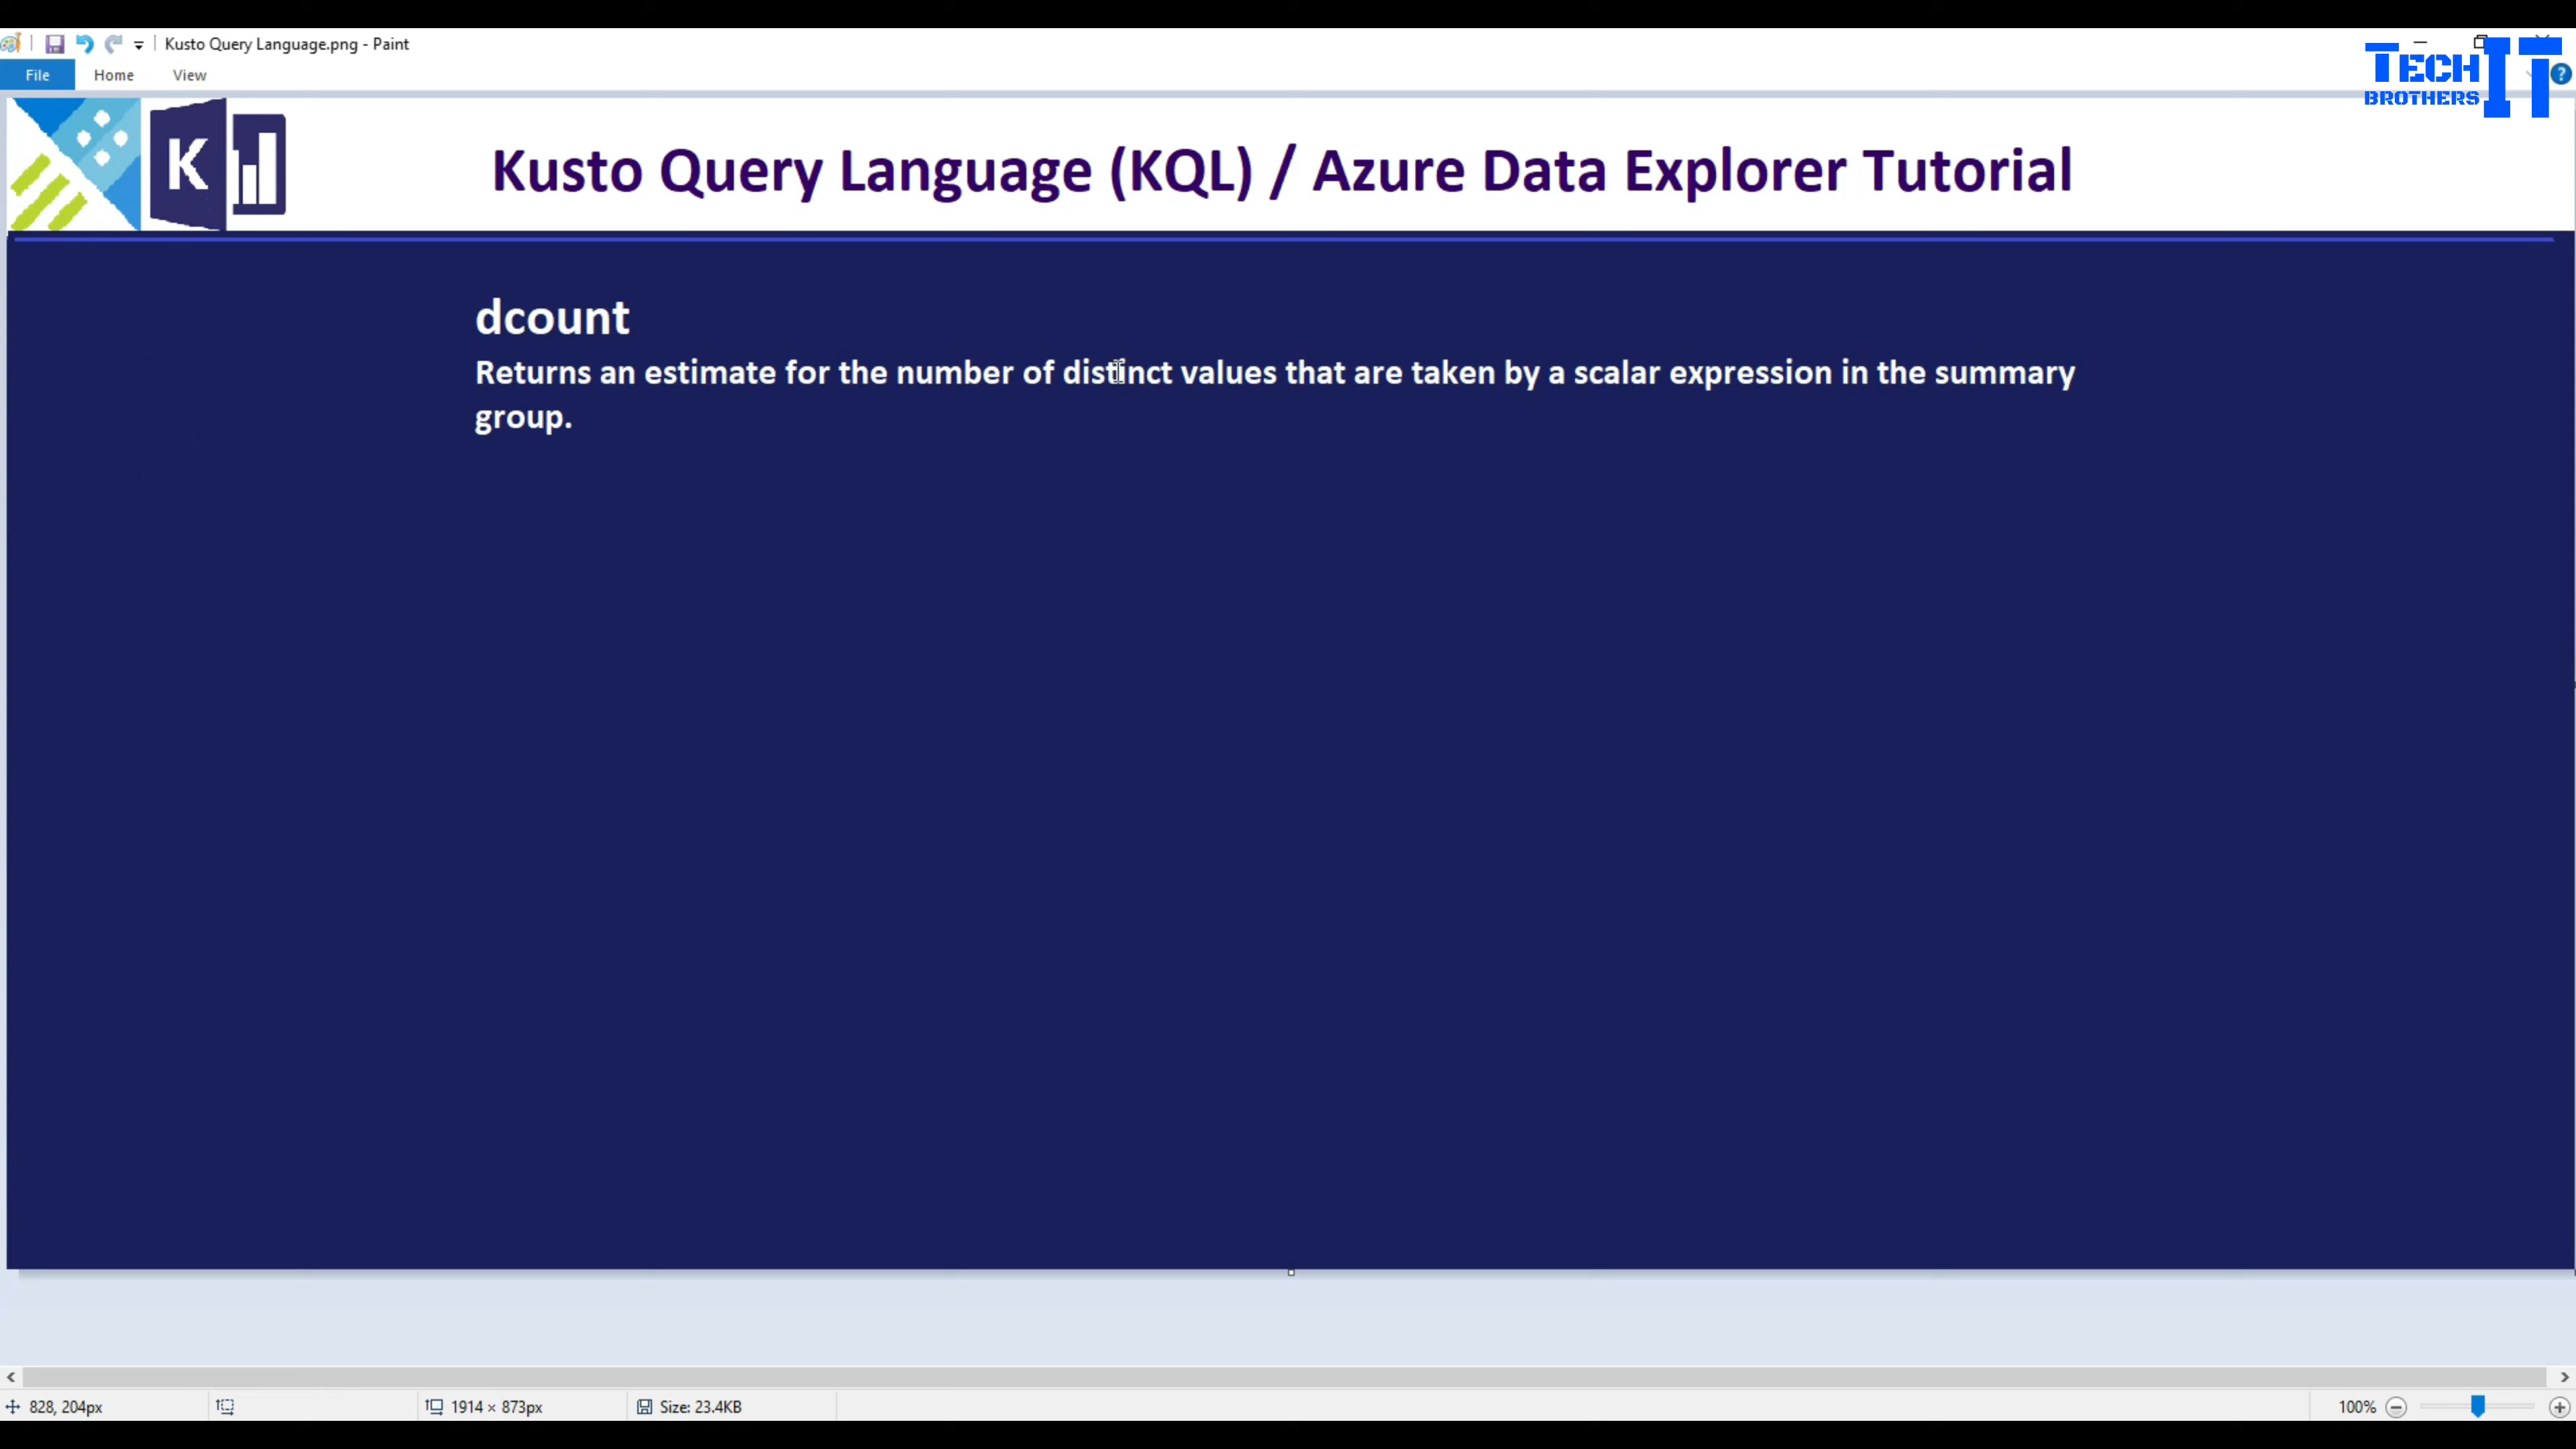 Kusto Query Language.png - Paint
File Home View
TECH IT
BROTHERS
K
Kusto Query Language (KQL) / Azure Data Explorer Tutorial
dcount
Returns an estimate for the number of distinct values that are taken by a scalar expression in the summary
group.
828, 204px 1914 × 873px Size: 23.4KB 100%